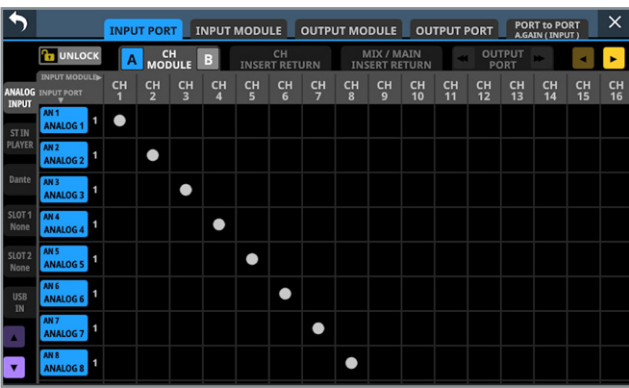 INPUT PORT INPUT MODULE OUTPUT MODULE OUTPUT PORT PORT to PORT
A.GAIN ( INPUT )
UNLOCK A CH MODULE B CH INSERT RETURN MIX / MAIN INSERT RETURN OUTPUT PORT
INPUT MODULE
ANALOG INPUT INPUT PORT CH 1 CH 2 CH 3 CH 4 CH 5 CH 6 CH 7 CH 8 CH 9 CH 10 CH 11 CH 12 CH 13 CH 14 CH 15 CH 16
AN 1
ANALOG 1 1
ST IN PLAYER
AN 2
ANALOG 2 1
Dante
AN 3
ANALOG 3 1
SLOT 1 None
AN 4
ANALOG 4 1
SLOT 2 None
AN 5
ANALOG 5 1
USB IN
AN 6
ANALOG 6 1
AN 7
ANALOG 7 1
AN 8
ANALOG 8 1